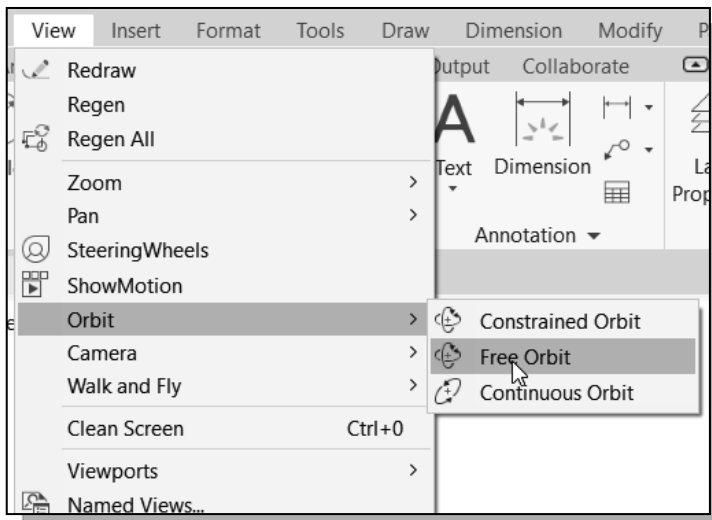 View Insert Format Tools Draw Dimension Modify
Output Collaborate
Redraw
Regen
Regen All
Zoom
Pan
SteeringWheels
ShowMotion
Orbit
Camera
Walk and Fly
Clean Screen Ctrl+0
Viewports
Named Views...
A
Text Dimension
Annotation
Constrained Orbit
Free Orbit
Continuous Orbit